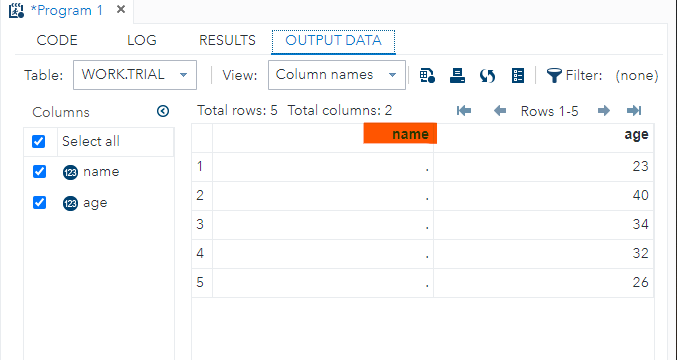 *Program 1 ×
CODE LOG RESULTS OUTPUT DATA
Table: WORK.TRIAL View: Column names Filter: (none)
Columns Total rows: 5 Total columns: 2 Rows 1-5
Select all name age
123 name
123 age
1 . 23
2 . 40
3 . 34
4 . 32
5 . 26